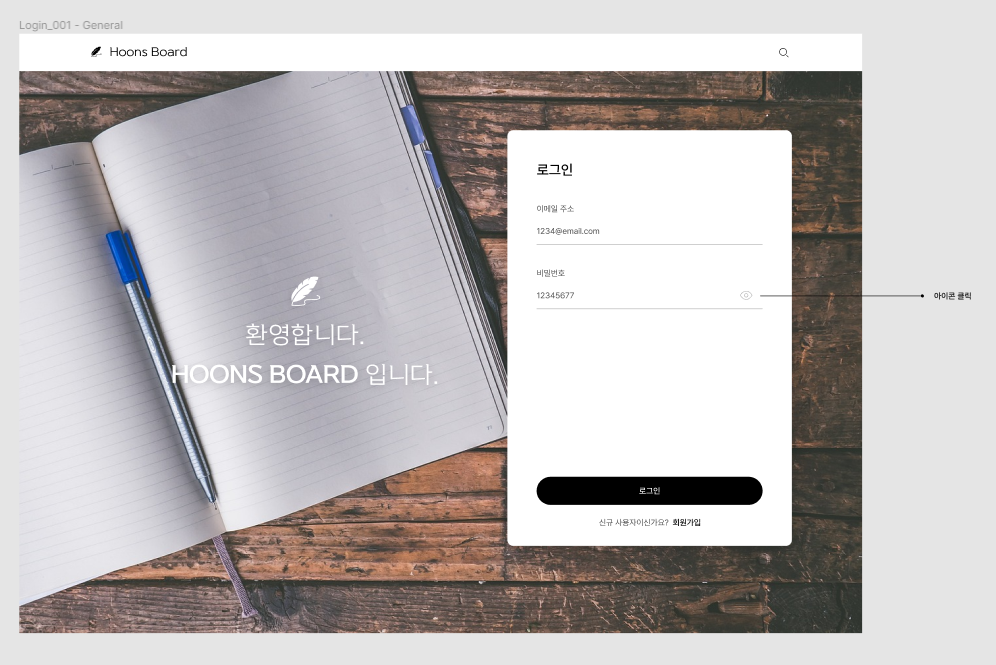 Login_001 - General
Hoons Board
로그인
이메일 주소
1234@email.com
비밀번호
12345677
아이콘 클릭
환영합니다.
HOONS BOARD 입니다.
로그인
신규 사용자이신가요? 회원가입